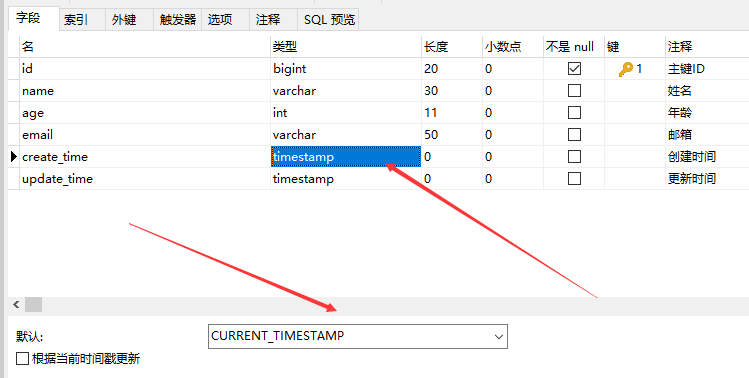 字段 索引 外键 触发器 选项 注释 SQL 预览
名 类型 长度 小数点 不是 null 键 注释
id bigint 20 0 1 主键ID
name varchar 30 0 姓名
age int 11 0 年龄
email varchar 50 0 邮箱
create_time timestamp 0 0 创建时间
update_time timestamp 0 0 更新时间
默认: CURRENT_TIMESTAMP
根据当前时间戳更新